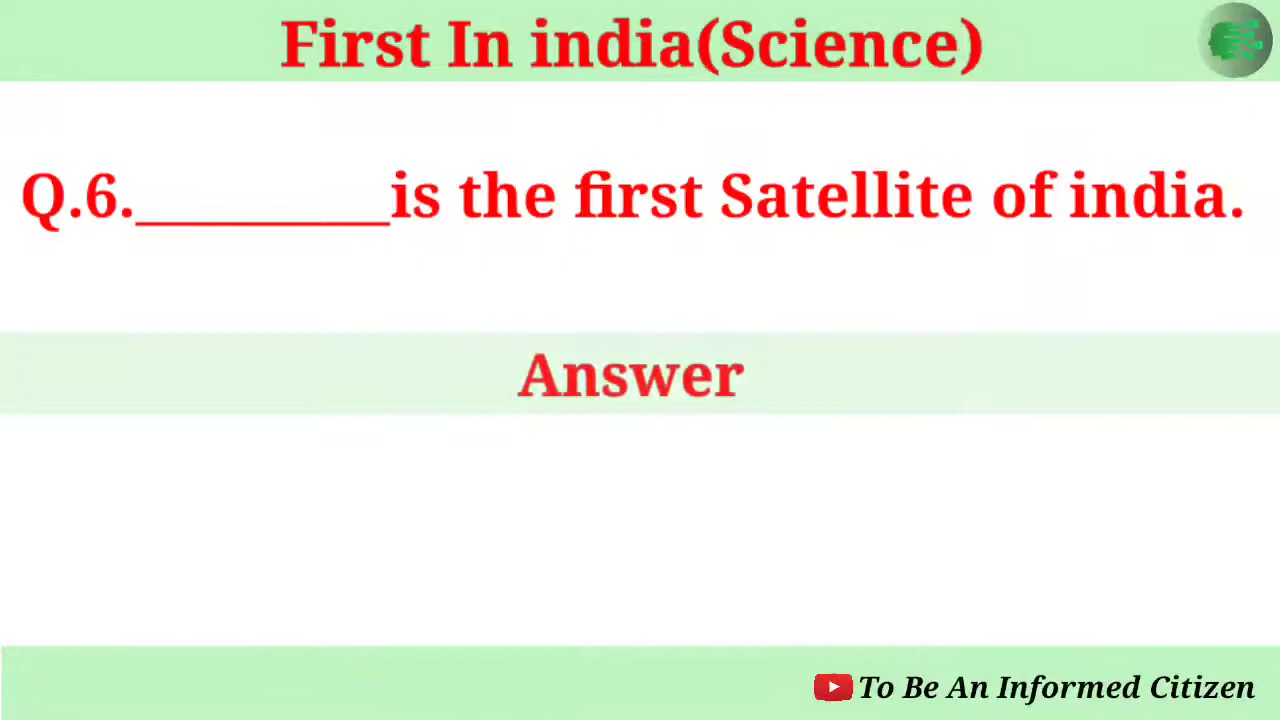 First In india(Science)
Q.6._________is the first Satellite of india.
Answer
To Be An Informed Citizen